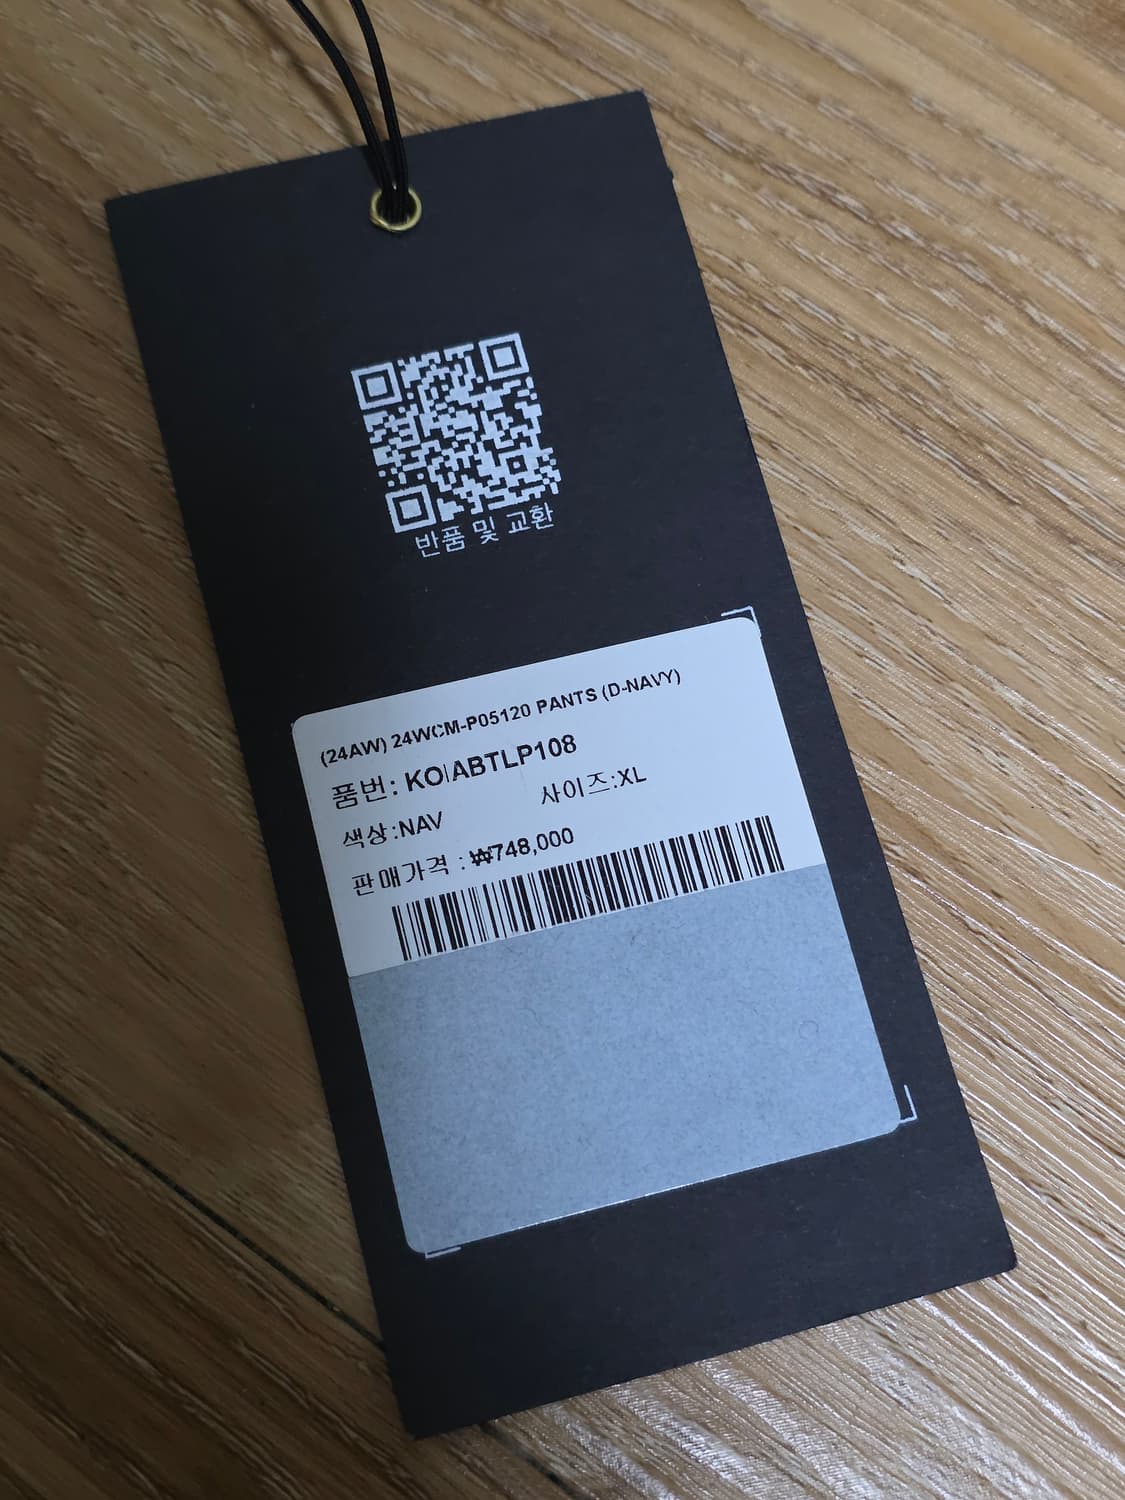 반품 및 교환
(24AW) 24WCM-P05120 PANTS (D-NAVY)
품번: KOIABTLP108
색상:NAV 사이즈:XL
판매가격 : ₩748,000